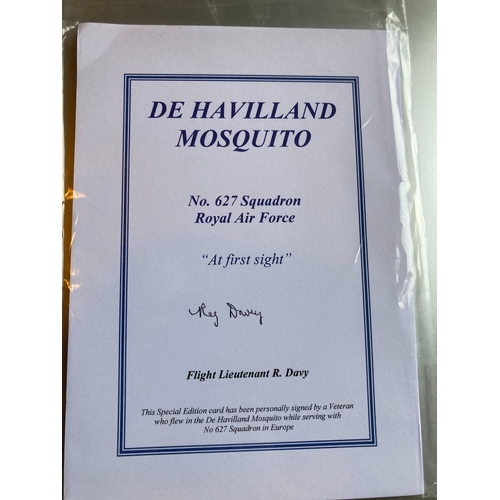 DE HAVILLAND
MOSQUITO
No. 627 Squadron
Royal Air Force
“At first sight”
Reg Davey
Flight Lieutenant R. Davy
This Special Edition card has been personally signed by a Veteran
who flew in the De Havilland Mosquito while serving with
No 627 Squadron in Europe